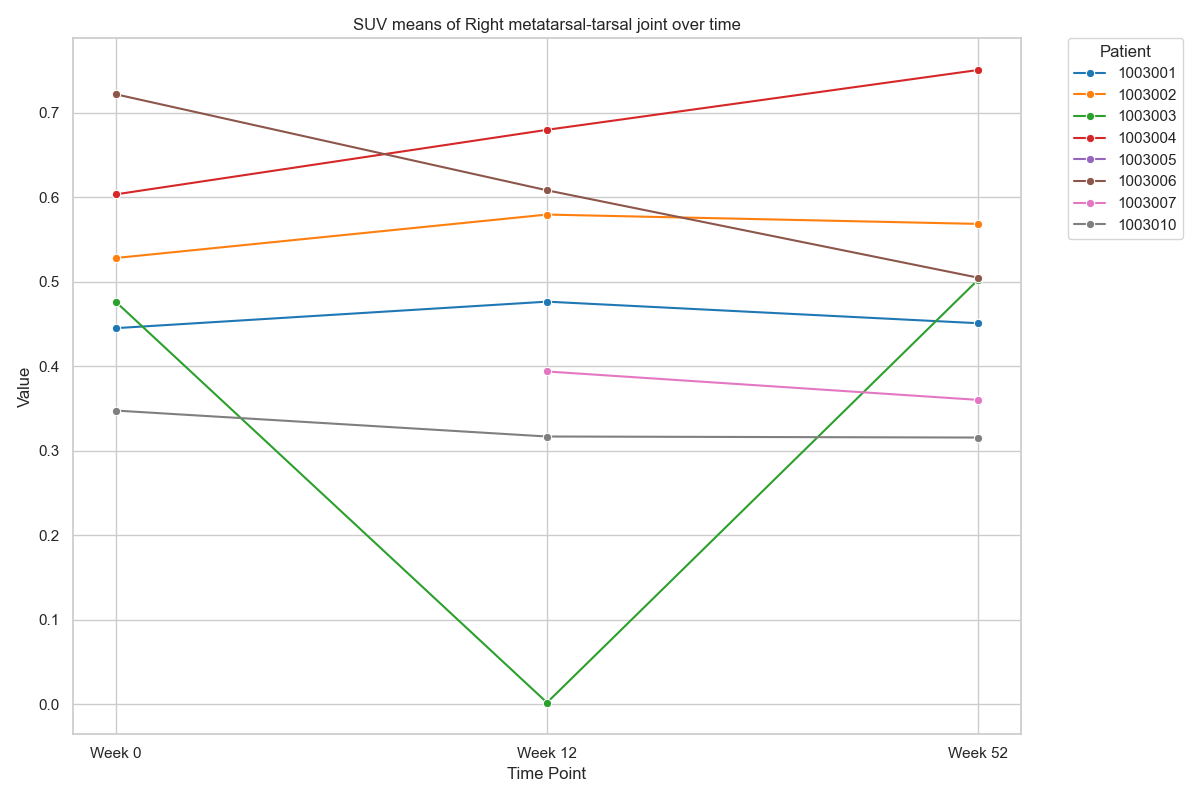 SUV means of Right metatarsal-tarsal joint over time
Patient
1003001
1003002
1003003
1003004
1003005
1003006
1003007
1003010
Value
0.7
0.6
0.5
0.4
0.3
0.2
0.1
0.0
Week 0
Week 12
Week 52
Time Point